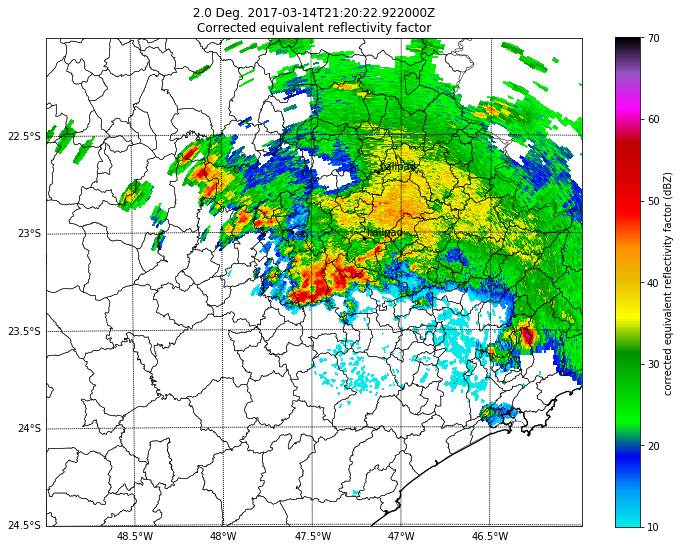 2.0 Deg. 2017-03-14T21:20:22.922000Z
Corrected equivalent reflectivity factor
22.5°S
23°S
23.5°S
24°S
24.5°S
48.5°W
48°W
47.5°W
47°W
46.5°W
70
60
50
40
30
20
10
corrected equivalent reflectivity factor (dBZ)